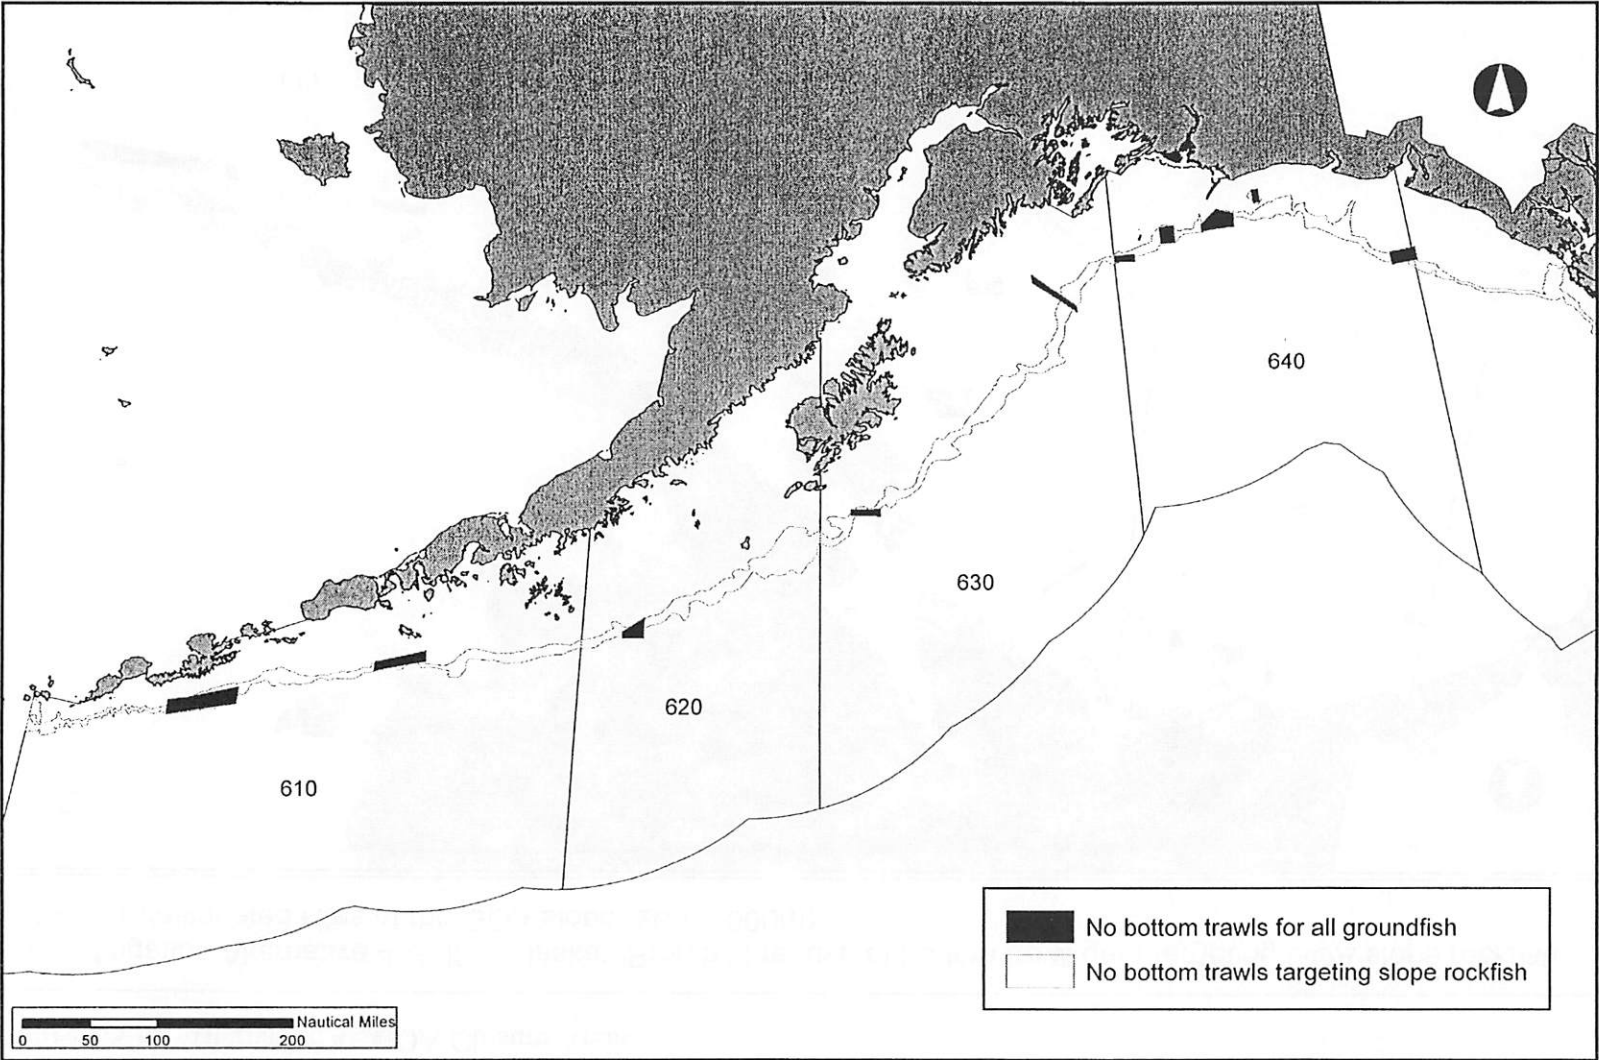 640
630
620
610
No bottom trawls for all groundfish
No bottom trawls targeting slope rockfish
Nautical Miles
0 50 100 200